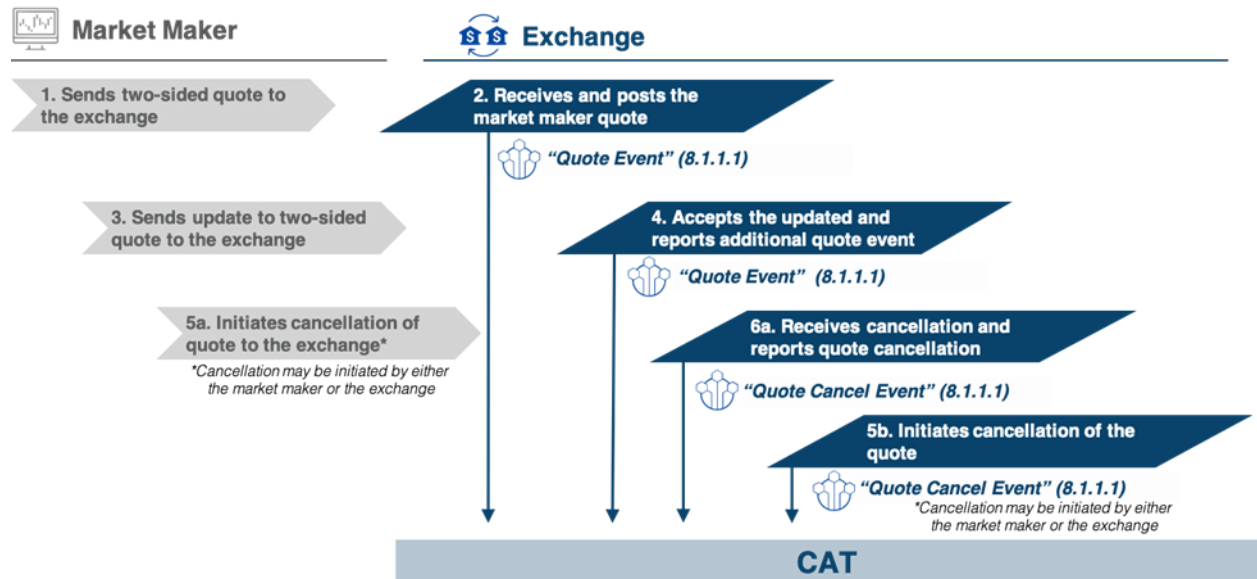 Market Maker
Exchange
1. Sends two-sided quote to
the exchange
2. Receives and posts the
market maker quote
"Quote Event" (8.1.1.1)
3. Sends update to two-sided
quote to the exchange
4. Accepts the updated and
reports additional quote event
"Quote Event" (8.1.1.1)
5a. Initiates cancellation of
quote to the exchange*
*Cancellation may be initiated by either
the market maker or the exchange
6a. Receives cancellation and
reports quote cancellation
"Quote Cancel Event" (8.1.1.1)
5b. Initiates cancellation of the
quote
"Quote Cancel Event" (8.1.1.1)
*Cancellation may be initiated by either
the market maker or the exchange
CAT